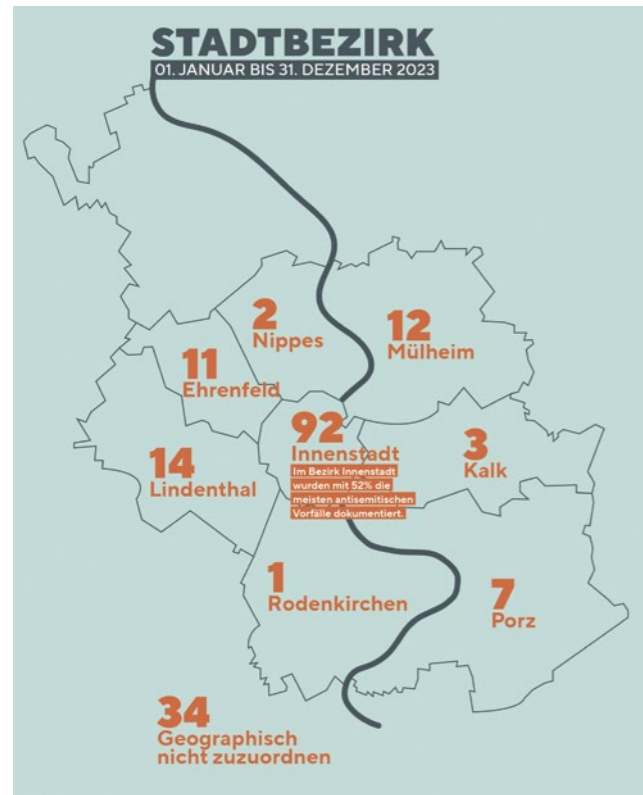 STADTBEZIRK
01. JANUAR BIS 31. DEZEMBER 2023
2
Nippes
12
Mülheim
11
Ehrenfeld
92
Innenstadt
Im Bezirk Innenstadt
wurden mit 52% die
meisten antisemitischen
Vorfälle dokumentiert.
3
Kalk
14
Lindenthal
1
Rodenkirchen
7
Porz
34
Geographisch
nicht zuzuordnen